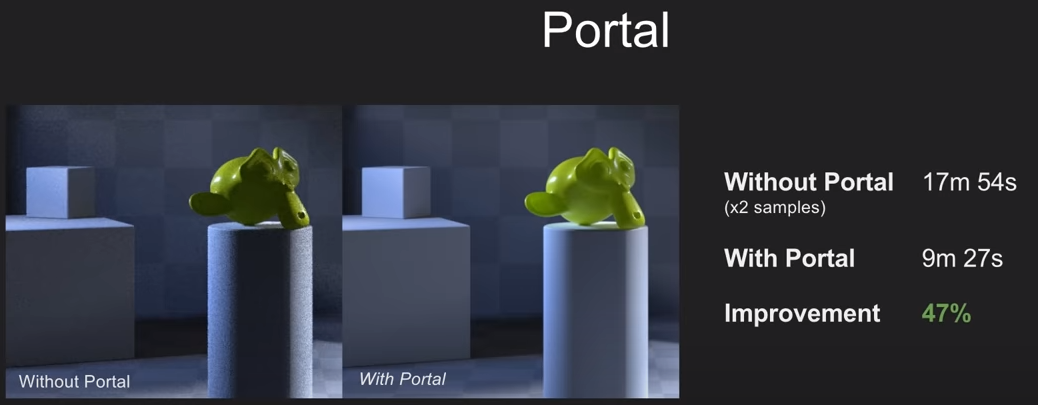 Portal
Without Portal
With Portal
Without Portal 17m 54s
(x2 samples)
With Portal 9m 27s
Improvement 47%